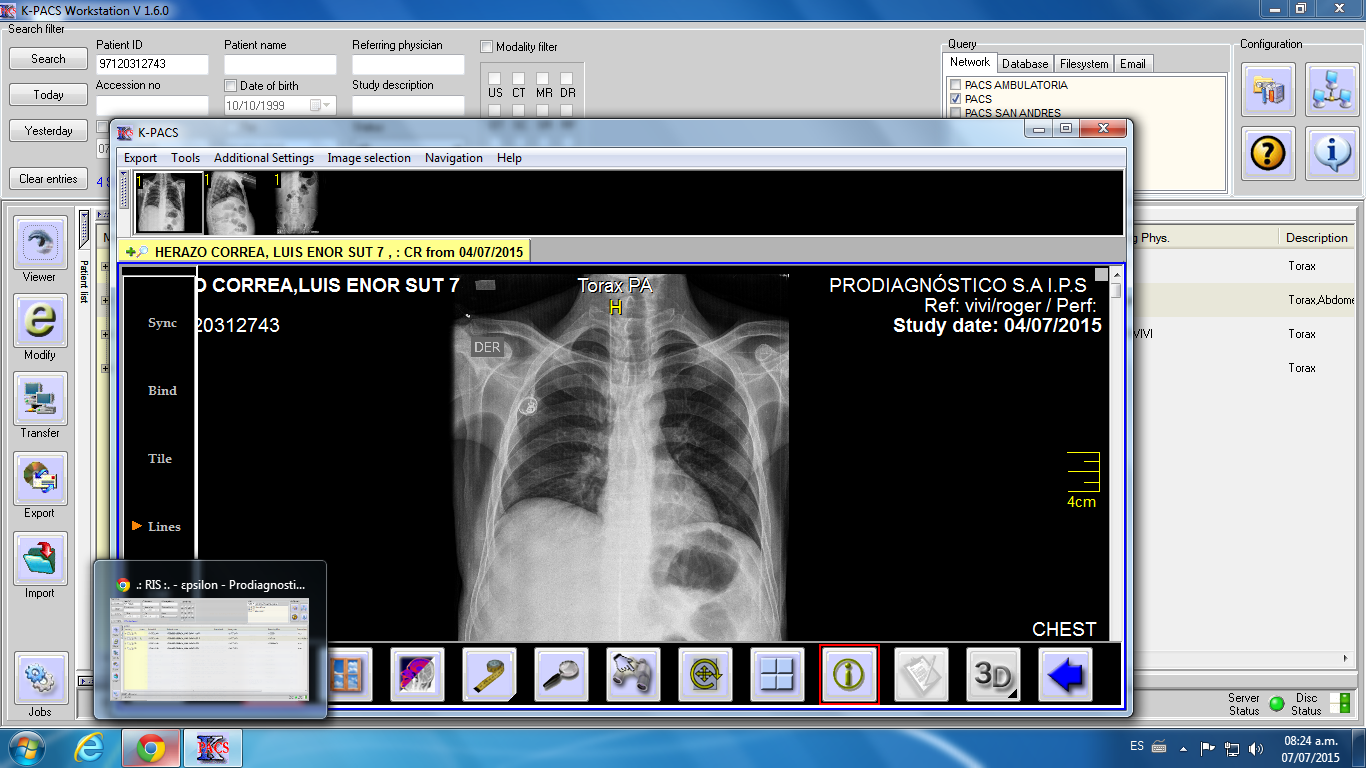 K-PACS Workstation V 1.6.0
Search filter
Search
Today
Yesterday
Clear entries
Patient ID
97120312743
Accession no
Patient name
Date of birth
10/10/1999
Referring physician
Study description
Modality filter
US CT MR DR
Query
Network Database Filesystem Email
PACS AMBULATORIA
PACS
PACS SAN ANDRES
Configuration
K-PACS
Export Tools Additional Settings Image selection Navigation Help
1 1 1
HERAZO CORREA, LUIS ENOR SUT 7 , : CR from 04/07/2015
CORREA,LUIS ENOR SUT 7
20312743
Torax PA
H
DER
PRODIAGNÓSTICO S.A I.P.S
Ref: vivi/roger / Perf:
Study date: 04/07/2015
4cm
CHEST
Sync
Bind
Tile
Lines
Viewer
Modify
Transfer
Export
Import
Jobs
Patient list
Phys.
Description
Torax
Torax,Abdome
VIVI
Torax
Torax
.: RIS :. - εpsilon - Prodiagnosti...
3D
Server Status
Disc Status
PACS
ES
08:24 a.m.
07/07/2015